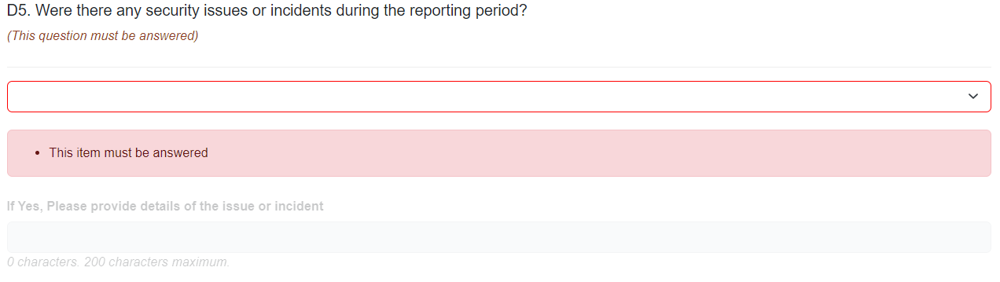 D5. Were there any security issues or incidents during the reporting period?
(This question must be answered)
• This item must be answered
If Yes, Please provide details of the issue or incident
0 characters. 200 characters maximum.